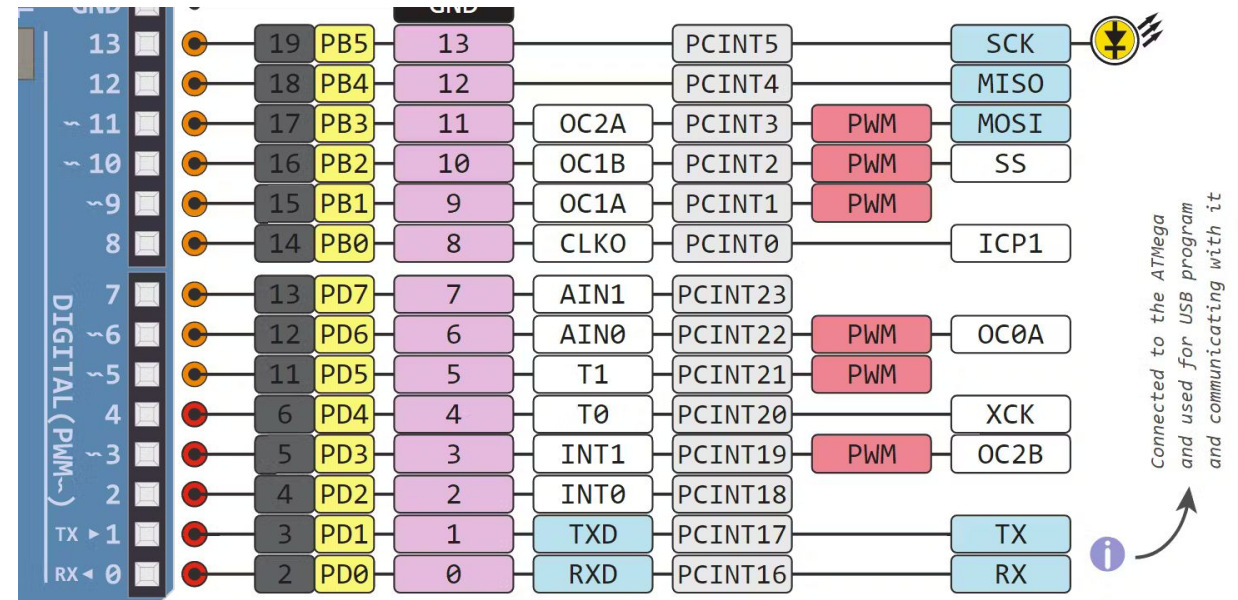 GND GND
13 19 PB5 13 PCINT5 SCK
12 18 PB4 12 PCINT4 MISO
~ 11 17 PB3 11 OC2A PCINT3 PWM MOSI
~ 10 16 PB2 10 OC1B PCINT2 PWM SS
~9 15 PB1 9 OC1A PCINT1 PWM
8 14 PB0 8 CLKO PCINT0 ICP1
7 13 PD7 7 AIN1 PCINT23
~6 12 PD6 6 AIN0 PCINT22 PWM OC0A
~5 11 PD5 5 T1 PCINT21 PWM
4 6 PD4 4 T0 PCINT20 XCK
~3 5 PD3 3 INT1 PCINT19 PWM OC2B
2 4 PD2 2 INT0 PCINT18
TX ►1 3 PD1 1 TXD PCINT17 TX
RX◄ 0 2 PD0 0 RXD PCINT16 RX
DIGITAL(PWM~)
Connected to the ATMega
and used for USB program
and communicating with it
i